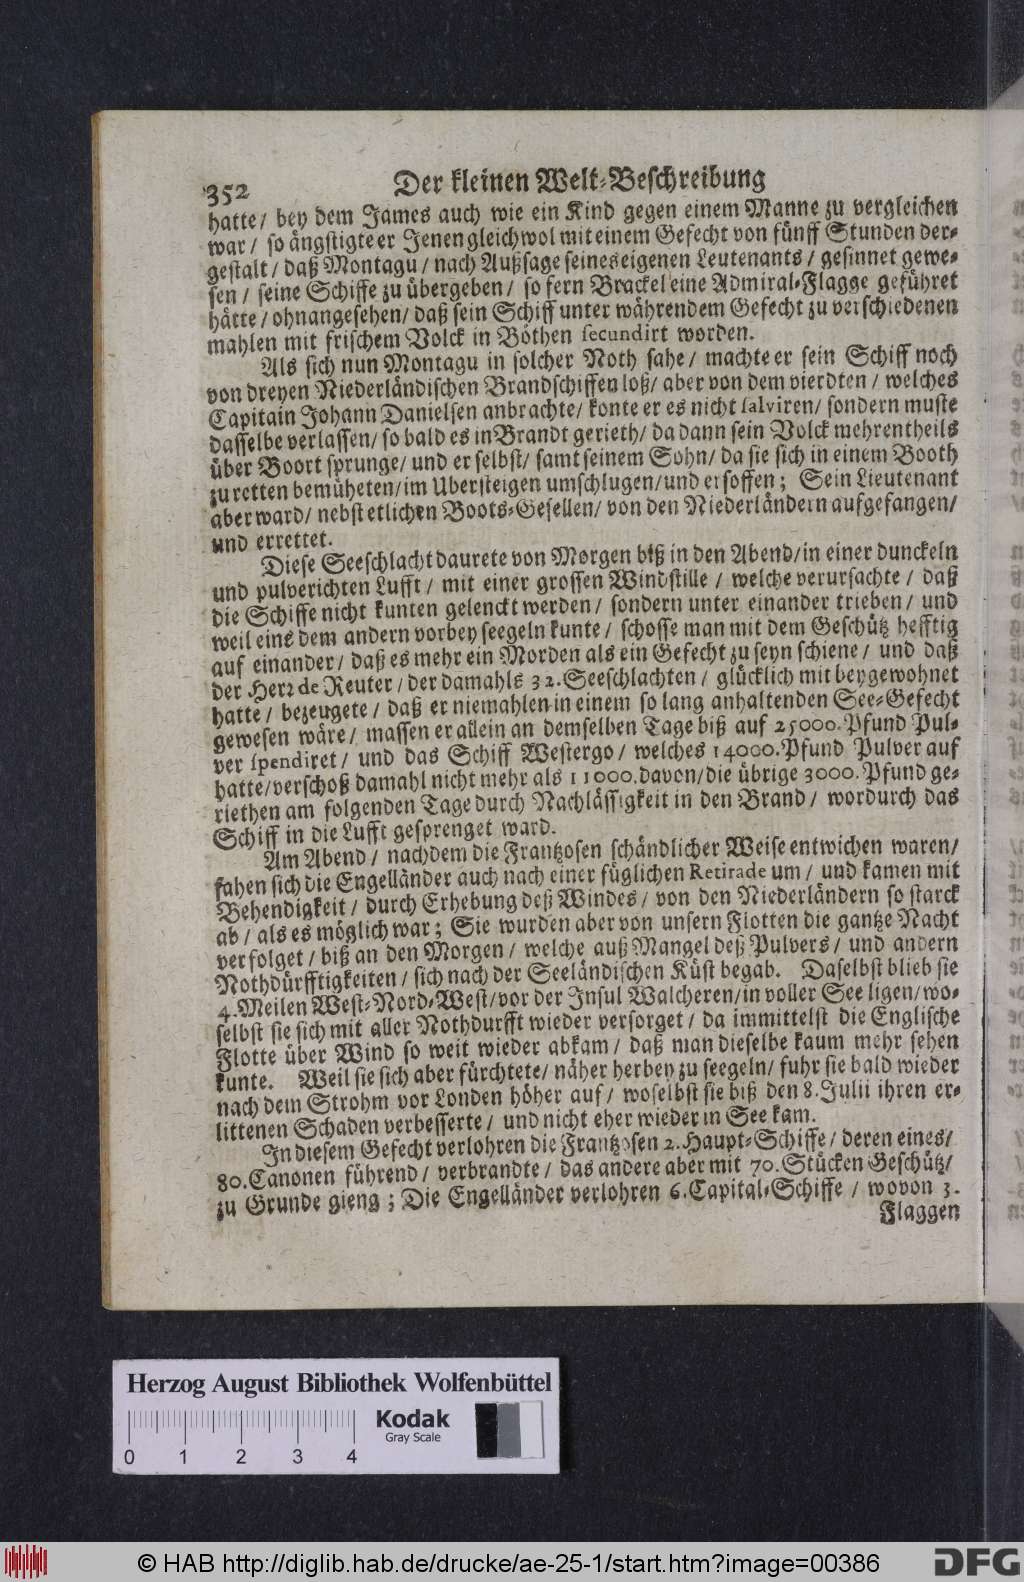 352 Der kleinen Welt-Beschreibung
hatte/ bey dem James auch wie ein Kind gegen einem Manne zu vergleichen
war/ so ängstigte er Jenen gleichwol mit einem Gefecht von fünff Stunden der-
gestalt/ daß Montagu/ nach Außsage seines eigenen Leutenants/ gesinnet gewe-
sen/ seine Schiffe zu übergeben/ so fern Brackel eine Admiral-Flagge geführet
hätte/ ohnangesehen/ daß sein Schiff unter währendem Gefecht zu verschiedenen
mahlen mit frischem Volck in Böthen secundirt worden.
Als sich nun Montagu in solcher Noth sahe/ machte er sein Schiff noch
von dreyen Niederländischen Brandschiffen loß/ aber von dem vierdten/ welches
Capitain Johann Danielsen anbrachte/ konte er es nicht salviren/ sondern muste
dasselbe verlassen/ so bald es in Brandt gerieth/ da dann sein Volck mehrentheils
über Boort sprunge/ und er selbst/ samt seinem Sohn/ da sie sich in einem Booth
zu retten bemüheten/ im Ubersteigen umschlugen/ und ersoffen; Sein Lieutenant
aber ward/ nebst etlichen Boots-Gesellen/ von den Niederländern aufgefangen/
und errettet.
Diese Seeschlacht daurete von Morgen biß in den Abend/ in einer dunckeln
und pulverichten Lufft/ mit einer grossen Windstille/ welche verursachte/ daß
die Schiffe nicht kunten gelenckt werden/ sondern unter einander trieben/ und
weil eins dem andern vorbey seegeln kunte/ schosse man mit dem Geschütz hefftig
auf einander/ daß es mehr ein Morden als ein Gefecht zu seyn schiene/ und daß
der Herr de Reuter/ der damahls 32. Seeschlachten/ glücklich mit beygewohnet
hatte/ bezeugete/ daß er niemahlen in einem so lang anhaltenden See-Gefecht
gewesen wäre/ massen er allein an demselben Tage biß auf 25000. Pfund Pul-
ver spendiret/ und das Schiff Westergo/ welches 14000. Pfund Pulver auf
hatte/ verschoß damahl nicht mehr als 11000. davon/ die übrige 3000. Pfund ge-
riethen am folgenden Tage durch Nachlässigkeit in den Brand/ wordurch das
Schiff in die Lufft gesprenget ward.
Am Abend/ nachdem die Frantzosen schändlicher Weise entwichen waren/
sahen sich die Engelländer auch nach einer füglichen Retirade um/ und kamen mit
Behendigkeit/ durch Erhebung deß Windes/ von den Niederländern so starck
ab/ als es möglich war; Sie wurden aber von unsern Flotten die gantze Nacht
verfolget/ biß an den Morgen/ welche auß Mangel deß Pulvers/ und andern
Nothdürfftigkeiten/ sich nach der Seeländischen Küst begab. Daselbst blieb sie
4. Meilen West-Nord-West/ vor der Insul Walcheren/ in voller See ligen/ wo-
selbst sie sich mit aller Nothdurfft wieder versorget/ da immittelst die Englische
Flotte über Wind so weit wieder abkam/ daß man dieselbe kaum mehr sehen
kunte. Weil sie sich aber fürchtete/ näher herbey zu seegeln/ fuhr sie bald wieder
nach dem Strohm vor Londen höher auf/ woselbst sie biß den 8. Julii ihren er-
littenen Schaden verbesserte/ und nicht eher wieder in See kam.
In diesem Gefecht verlohren die Frantzosen 2. Haupt-Schiffe/ deren eines/
80. Canonen führend/ verbrandte/ das andere aber mit 70. Stücken Geschütz/
zu Grunde gieng; Die Engelländer verlohren 6. Capital-Schiffe/ wovon 3.
Flaggen
Herzog August Bibliothek Wolfenbüttel
Kodak
Gray Scale
0 1 2 3 4
© HAB http://diglib.hab.de/drucke/ae-25-1/start.htm?image=00386
DFG